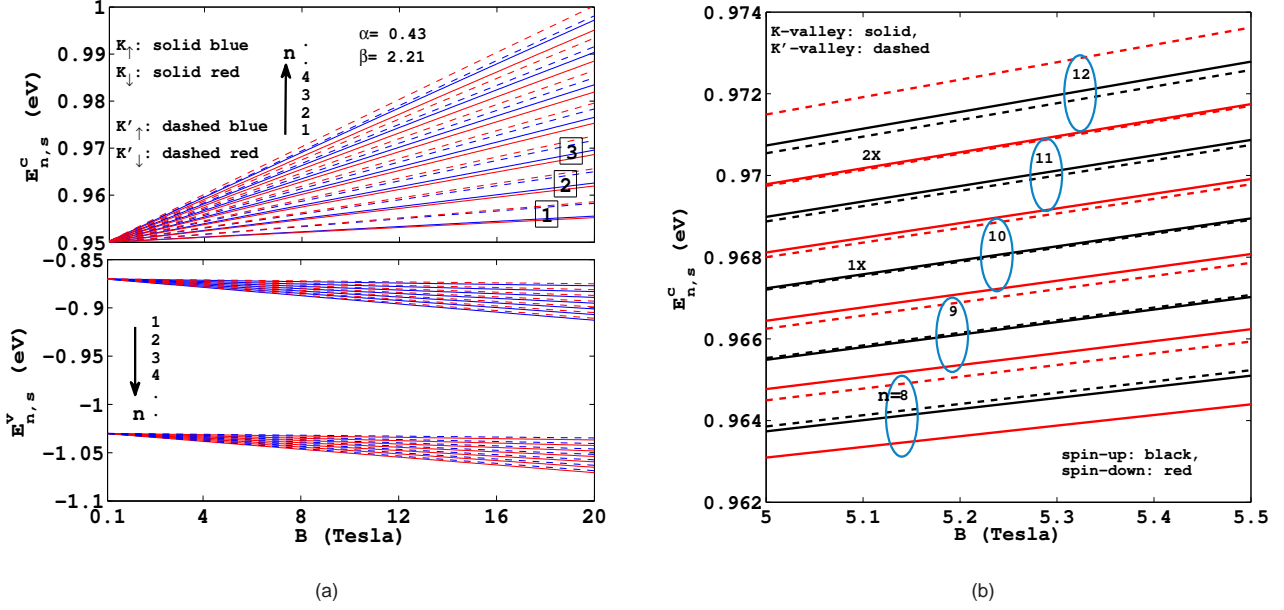 1
0.99
0.98
0.97
0.96
0.95
E^c_{n,s} (eV)
K↑: solid blue
K↓: solid red
K'↑: dashed blue
K'↓: dashed red
.
.
n
4
3
2
1
α= 0.43
β= 2.21
3
2
1
−0.85
−0.9
−0.95
−1
−1.05
−1.1
E^v_{n,s} (eV)
1
2
3
4
.
n .
0.1 4 8 12 16 20
B (Tesla)
(a)
0.974
0.972
0.97
0.968
0.966
0.964
0.962
E^c_{n,s} (eV)
K−valley: solid,
K'−valley: dashed
12
2X
11
10
1X
9
n=8
spin−up: black,
spin−down: red
5 5.1 5.2 5.3 5.4 5.5
B (Tesla)
(b)